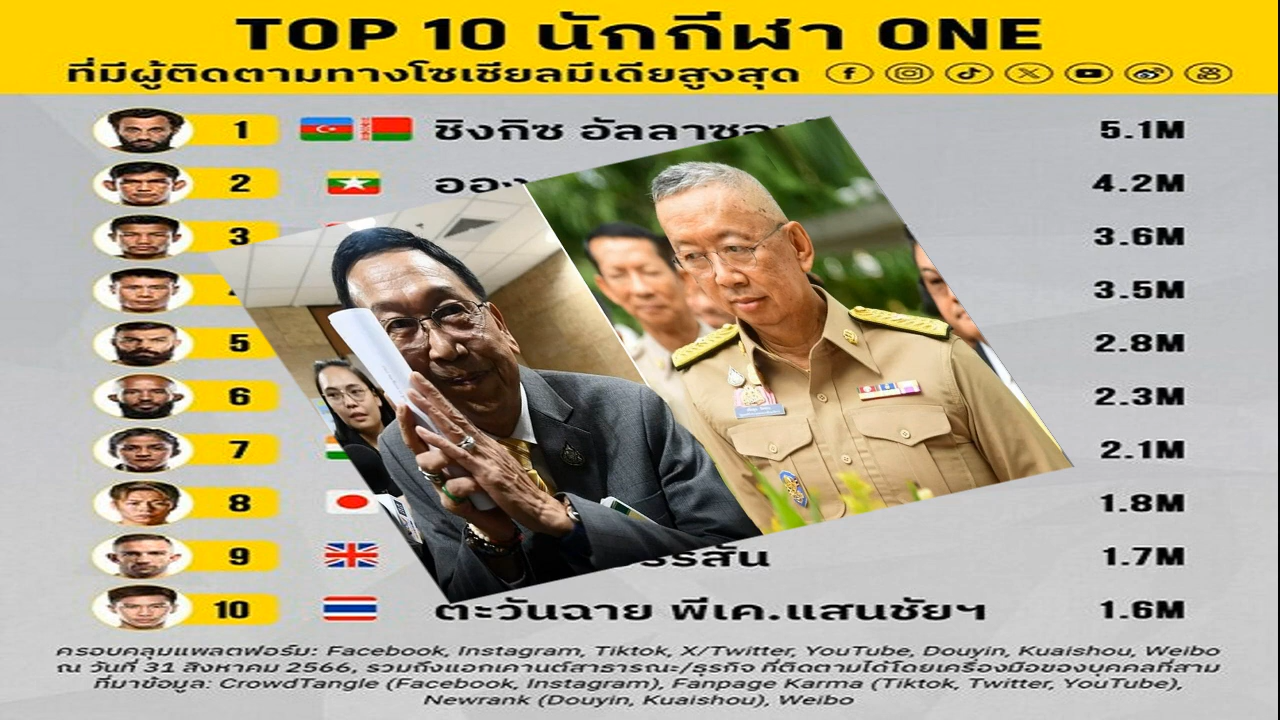 TOP 10 นักกีฬา ONE
ที่มีผู้ติดตามทางโซเชียลมีเดียสูงสุด
1 ชิงกิซ 5.1M
2 4.2M
3 3.6M
3.5M
5 2.8M
6 2.3M
7 2.1M
8 1.8M
9 1.7M
10 ตะวันฉาย พีเค.แสนชัยฯ 1.6M
ครอบคลุมแพลตฟอร์ม: Facebook, Instagram, Tiktok, X/Twitter, YouTube, Douyin, Kuaishou, Weibo
ณ วันที่ 31 สิงหาคม 2566, รวมถึงแอกเคานต์สาธารณะ/ธุรกิจ ที่ติดตามได้โดยเครื่องมือของบุคคลที่สาม
ที่มาข้อมูล: CrowdTangle (Facebook, Instagram), Fanpage Karma (Tiktok, Twitter, YouTube),
Newrank (Douyin, Kuaishou), Weibo